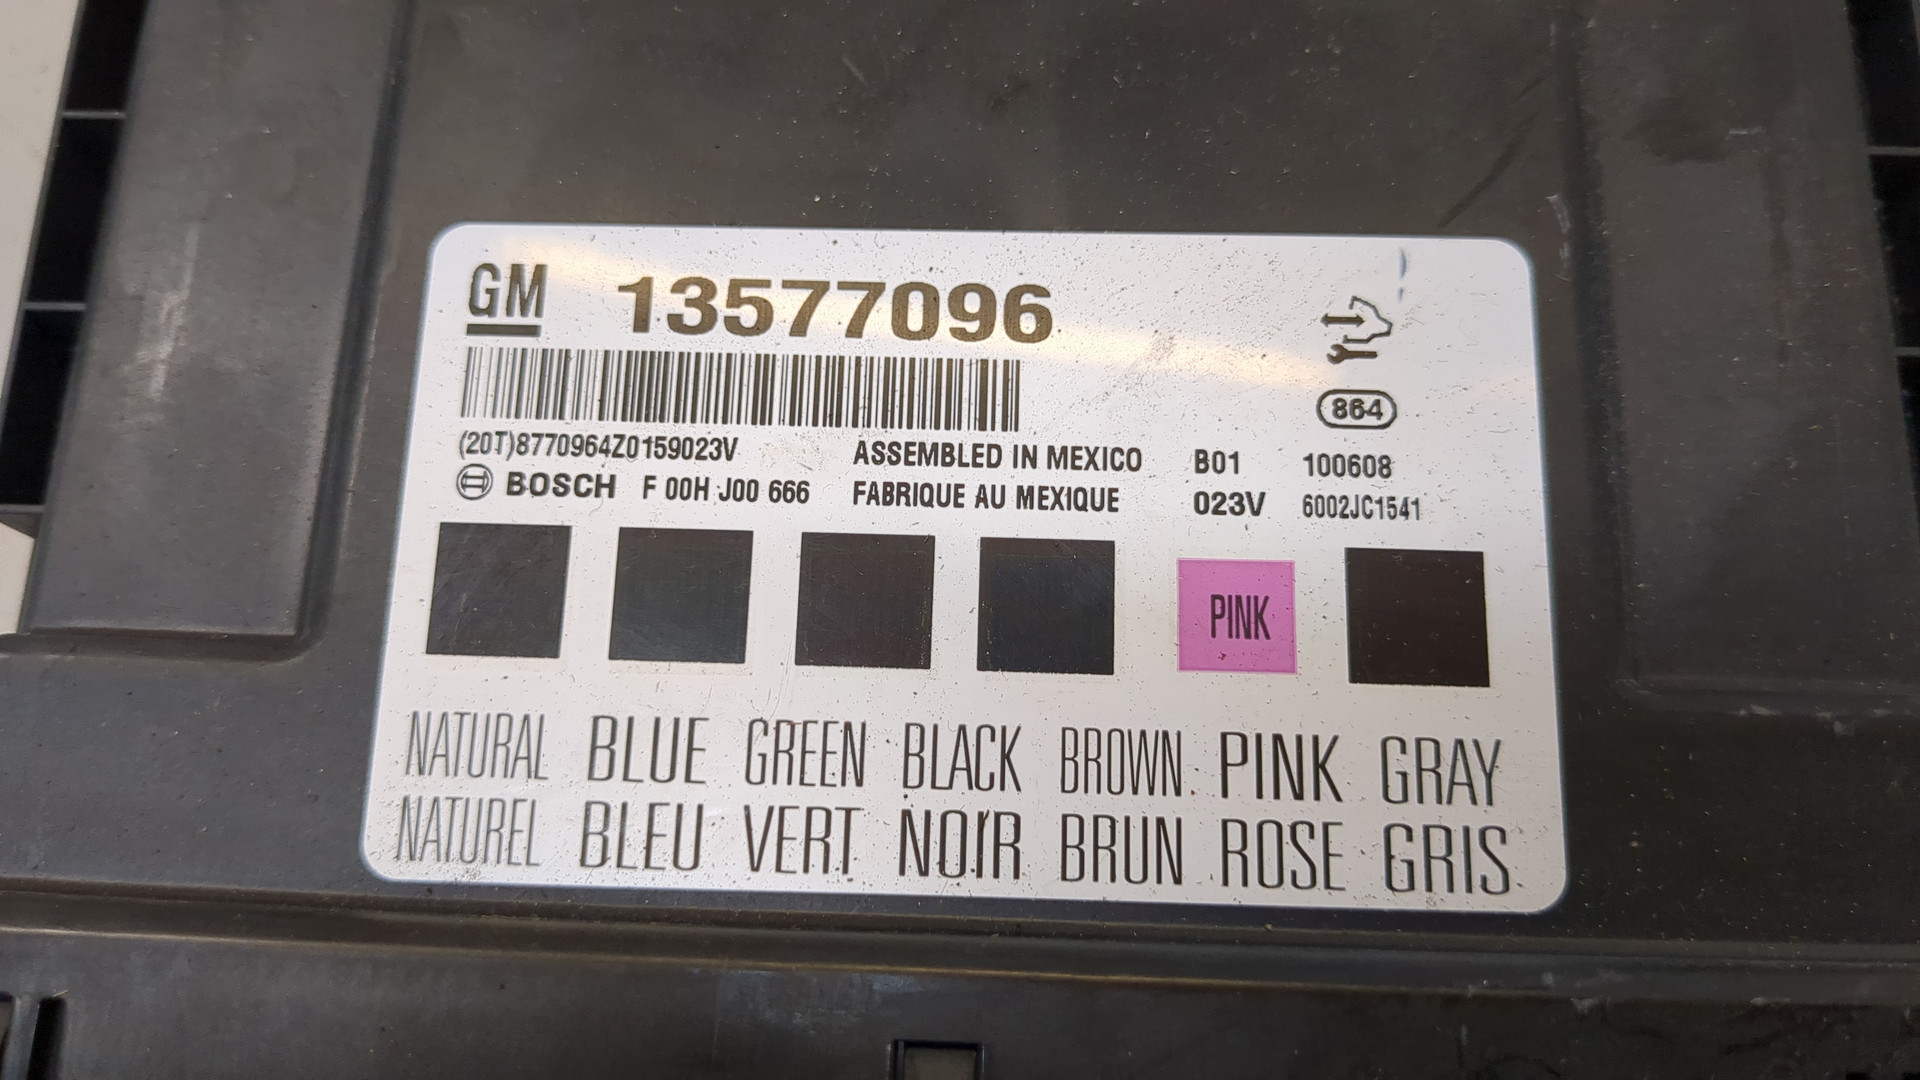 GM 13577096
864
(20T)8770964Z0159023V ASSEMBLED IN MEXICO B01 100608
BOSCH F 00H J00 666 FABRIQUE AU MEXIQUE 023V 6002JC1541
PINK
NATURAL BLUE GREEN BLACK BROWN PINK GRAY
NATUREL BLEU VERT NOIR BRUN ROSE GRIS